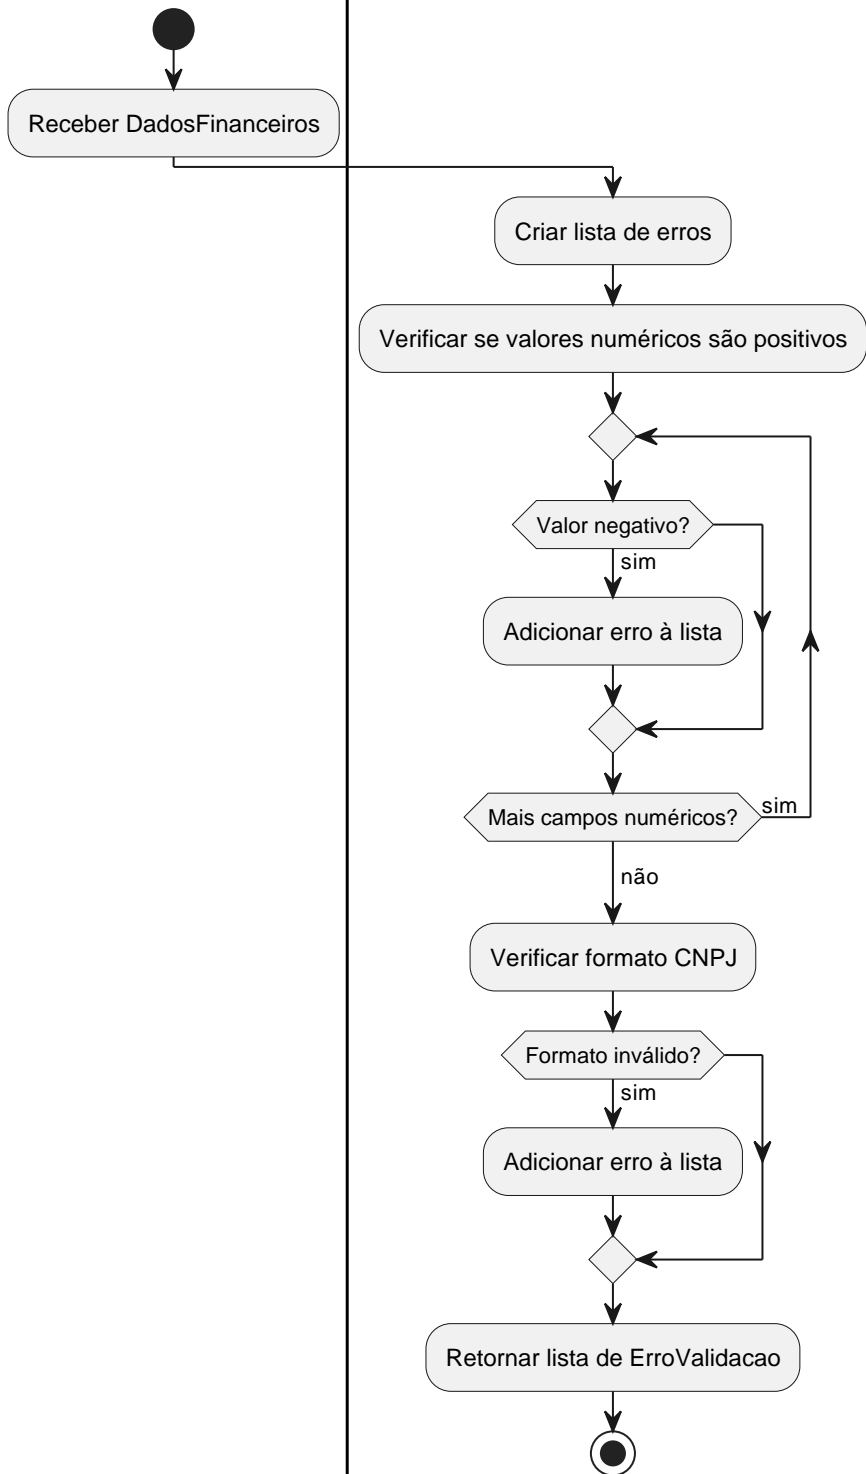 Receber DadosFinanceiros
Criar lista de erros
Verificar se valores numéricos são positivos
Valor negativo?
sim
Adicionar erro à lista
Mais campos numéricos?
sim
não
Verificar formato CNPJ
Formato inválido?
sim
Adicionar erro à lista
Retornar lista de ErroValidacao